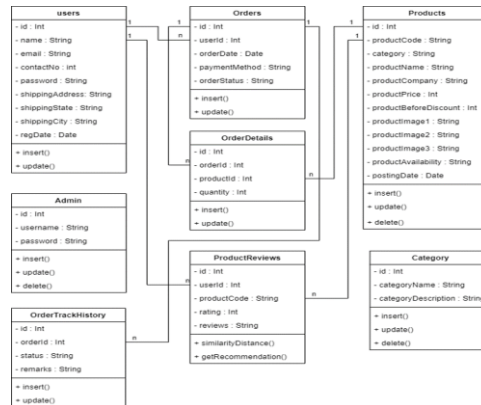 users
- id : Int
- name : String
- email : String
- contactNo : int
- password : String
- shippingAddress: String
- shippingState : String
- shippingCity : String
- regDate : Date
+ insert()
+ update()
Orders
- id : Int
- userId : Int
- orderDate : Date
- paymentMethod : String
- orderStatus : String
+ insert()
+ update()
Products
- id : Int
- productCode : String
- category : String
- productName : String
- productCompany : String
- productPrice : Int
- productBeforeDiscount : Int
- productImage1 : String
- productImage2 : String
- productImage3 : String
- productAvailability : String
- postingDate : Date
+ insert()
+ update()
+ delete()
OrderDetails
- id : Int
- orderId : Int
- productId : Int
- quantity : Int
+ insert()
+ update()
Admin
- id : Int
- username : String
- password : String
+ insert()
+ update()
+ delete()
ProductReviews
- id : Int
- userId : Int
- productCode : String
- rating : Int
- reviews : String
+ similarityDistance()
+ getRecommendation()
Category
- id : Int
- categoryName : String
- categoryDescription : String
+ insert()
+ update()
+ delete()
OrderTrackHistory
- id : Int
- orderId : Int
- status : String
- remarks : String
+ insert()
+ update()
1
1
1
1
1
1
n
n
n
n
n
n